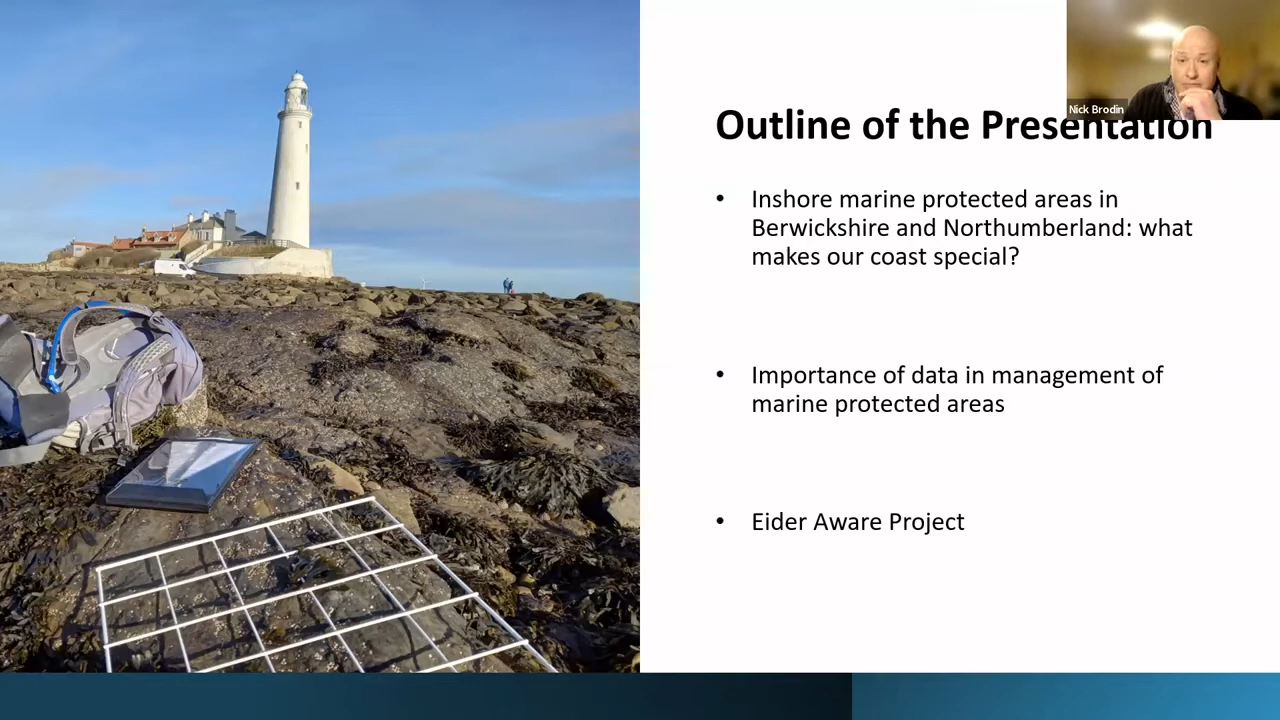 Nick Brodin
Outline of the Presentation
• Inshore marine protected areas in
Berwickshire and Northumberland: what
makes our coast special?
• Importance of data in management of
marine protected areas
• Eider Aware Project